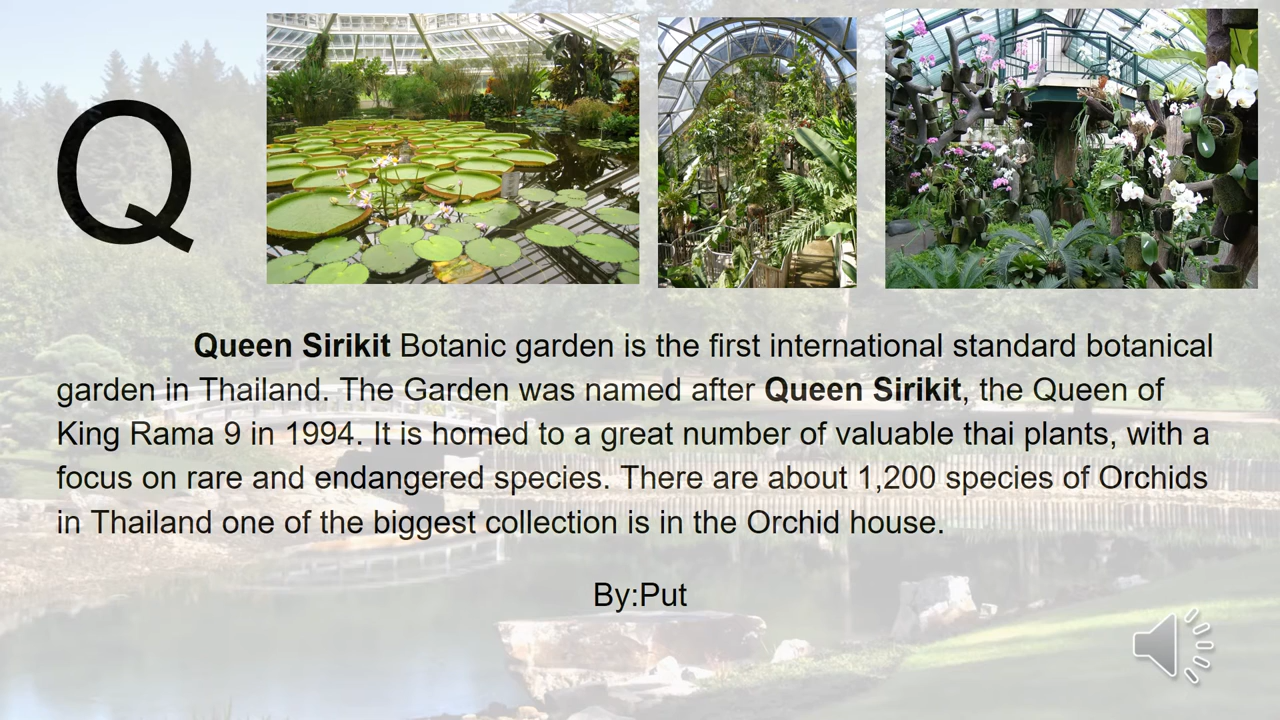 Q
Queen Sirikit Botanic garden is the first international standard botanical
garden in Thailand. The Garden was named after Queen Sirikit, the Queen of
King Rama 9 in 1994. It is homed to a great number of valuable thai plants, with a
focus on rare and endangered species. There are about 1,200 species of Orchids
in Thailand one of the biggest collection is in the Orchid house.
By:Put